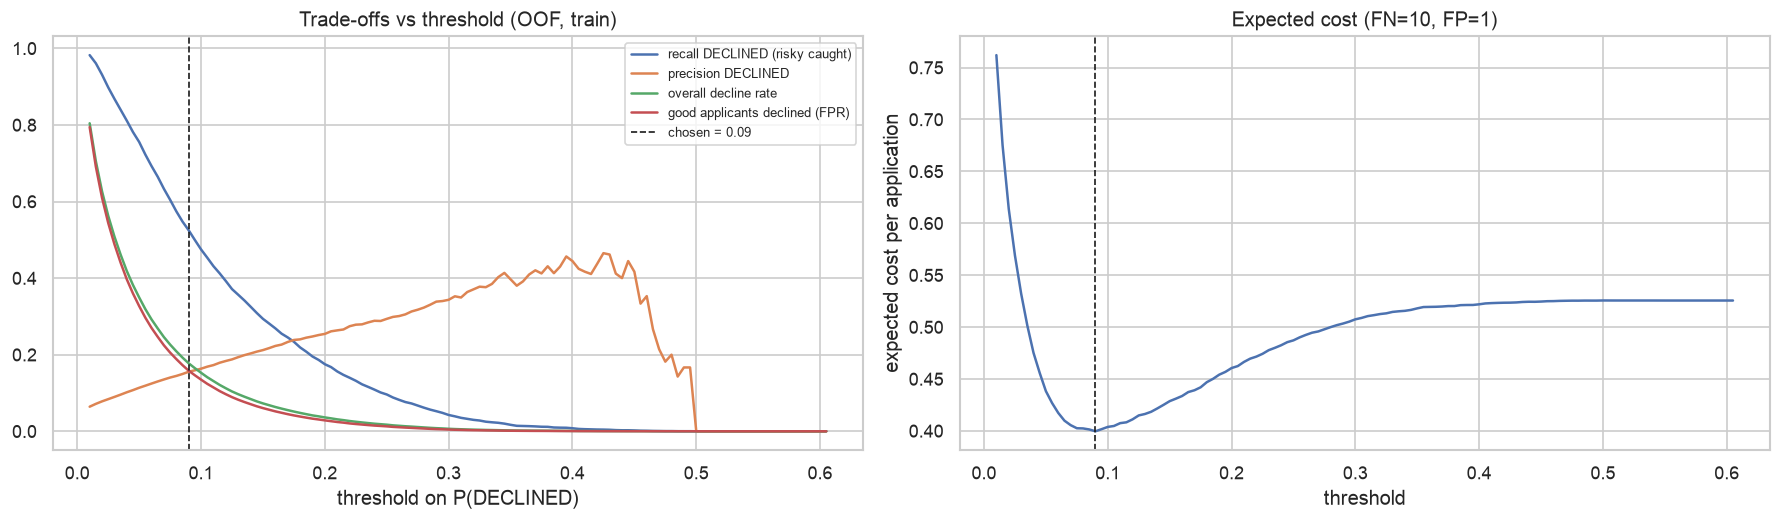 Trade-offs vs threshold (OOF, train)
1.0
0.8
0.6
0.4
0.2
0.0
recall DECLINED (risky caught)
precision DECLINED
overall decline rate
good applicants declined (FPR)
chosen = 0.09
0.0 0.1 0.2 0.3 0.4 0.5 0.6
threshold on P(DECLINED)
Expected cost (FN=10, FP=1)
expected cost per application
0.75
0.70
0.65
0.60
0.55
0.50
0.45
0.40
0.0 0.1 0.2 0.3 0.4 0.5 0.6
threshold